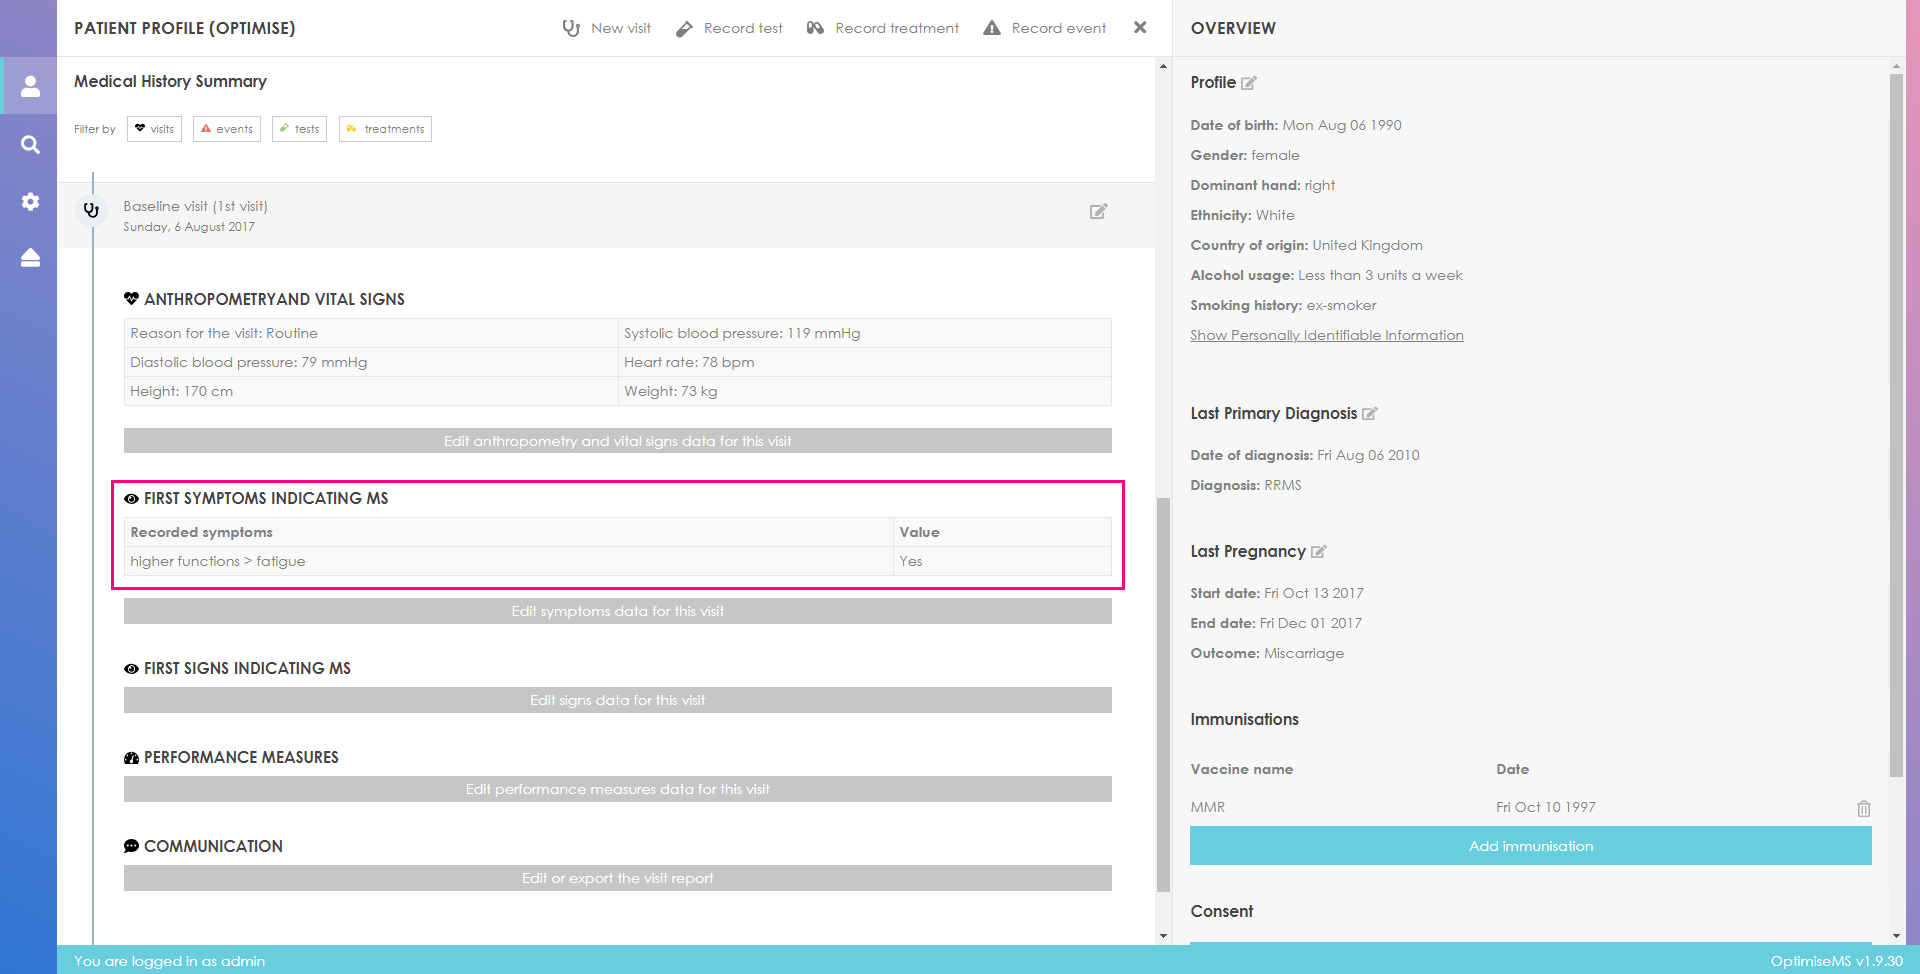 PATIENT PROFILE (OPTIMISE)
New visit
Record test
Record treatment
Record event
Medical History Summary
Filter by
visits
events
tests
treatments
Baseline visit (1st visit)
Sunday, 6 August 2017
ANTHROPOMETRYAND VITAL SIGNS
Reason for the visit: Routine
Systolic blood pressure: 119 mmHg
Diastolic blood pressure: 79 mmHg
Heart rate: 78 bpm
Height: 170 cm
Weight: 73 kg
Edit anthropometry and vital signs data for this visit
FIRST SYMPTOMS INDICATING MS
Recorded symptoms
Value
higher functions > fatigue
Yes
Edit symptoms data for this visit
FIRST SIGNS INDICATING MS
Edit signs data for this visit
PERFORMANCE MEASURES
Edit performance measures data for this visit
COMMUNICATION
Edit or export the visit report
OVERVIEW
Profile
Date of birth: Mon Aug 06 1990
Gender: female
Dominant hand: right
Ethnicity: White
Country of origin: United Kingdom
Alcohol usage: Less than 3 units a week
Smoking history: ex-smoker
Show Personally Identifiable Information
Last Primary Diagnosis
Date of diagnosis: Fri Aug 06 2010
Diagnosis: RRMS
Last Pregnancy
Start date: Fri Oct 13 2017
End date: Fri Dec 01 2017
Outcome: Miscarriage
Immunisations
Vaccine name
Date
MMR
Fri Oct 10 1997
Add immunisation
Consent
You are logged in as admin
OptimiseMS v1.9.30